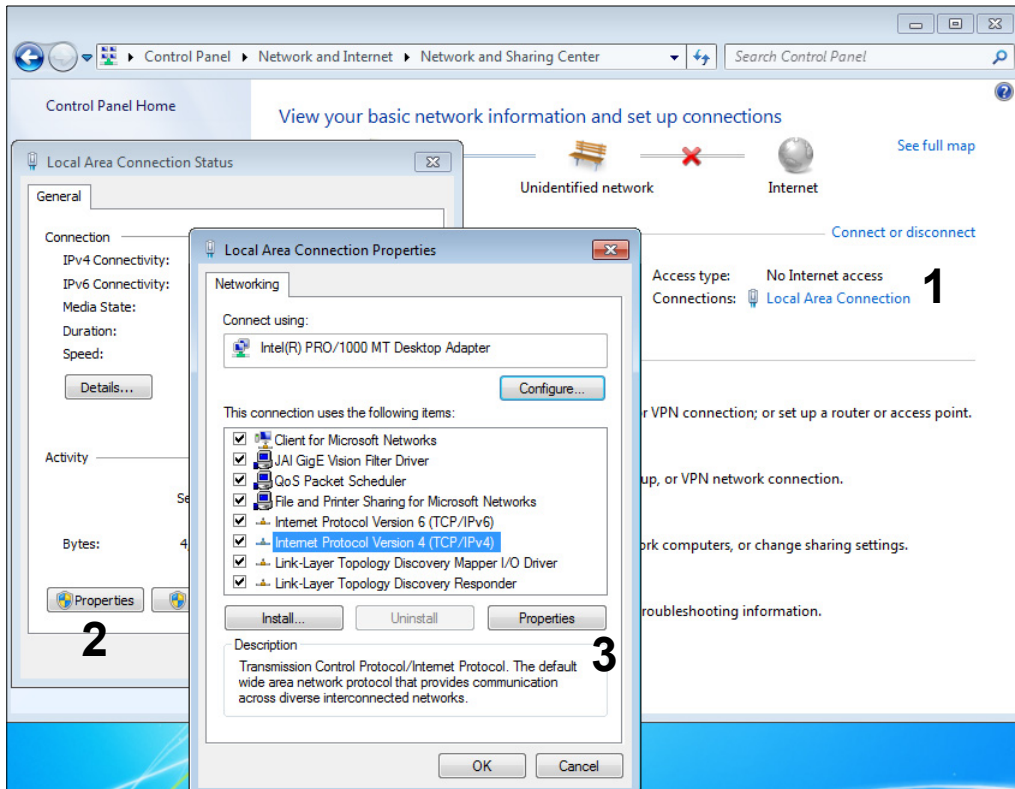 Control Panel Network and Internet Network and Sharing Center
Search Control Panel
Control Panel Home
View your basic network information and set up connections
See full map
Unidentified network
Internet
Connect or disconnect
Access type: No Internet access
Connections: Local Area Connection
1
or VPN connection; or set up a router or access point.
up, or VPN network connection.
computers, or change sharing settings.
troubleshooting information.
Local Area Connection Status
General
Connection
IPv4 Connectivity:
IPv6 Connectivity:
Media State:
Duration:
Speed:
Details...
Activity
Se
Bytes: 4,
Properties
2
Local Area Connection Properties
Networking
Connect using:
Intel(R) PRO/1000 MT Desktop Adapter
Configure...
This connection uses the following items:
Client for Microsoft Networks
JAI GigE Vision Filter Driver
QoS Packet Scheduler
File and Printer Sharing for Microsoft Networks
Internet Protocol Version 6 (TCP/IPv6)
Internet Protocol Version 4 (TCP/IPv4)
Link-Layer Topology Discovery Mapper I/O Driver
Link-Layer Topology Discovery Responder
Install... Uninstall Properties
3
Description
Transmission Control Protocol/Internet Protocol. The default
wide area network protocol that provides communication
across diverse interconnected networks.
OK Cancel